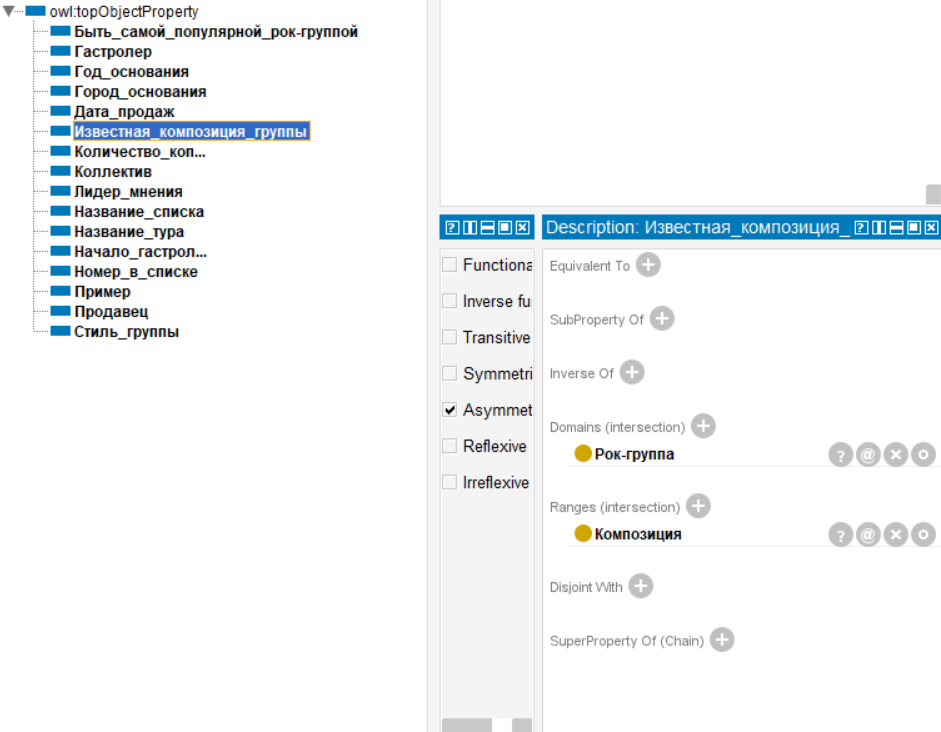 owl:topObjectProperty
Быть_самой_популярной_рок-группой
Гастролер
Год_основания
Город_основания
Дата_продаж
Известная_композиция_группы
Количество_коп...
Коллектив
Лидер_мнения
Название_списка
Название_тура
Начало_гастрол...
Номер_в_списке
Пример
Продавец
Стиль_группы
Description: Известная_композиция_
Functiona
Inverse fu
Transitive
Symmetri
Asymmet
Reflexive
Irreflexive
Equivalent To
SubProperty Of
Inverse Of
Domains (intersection)
Рок-группа
Ranges (intersection)
Композиция
Disjoint With
SuperProperty Of (Chain)